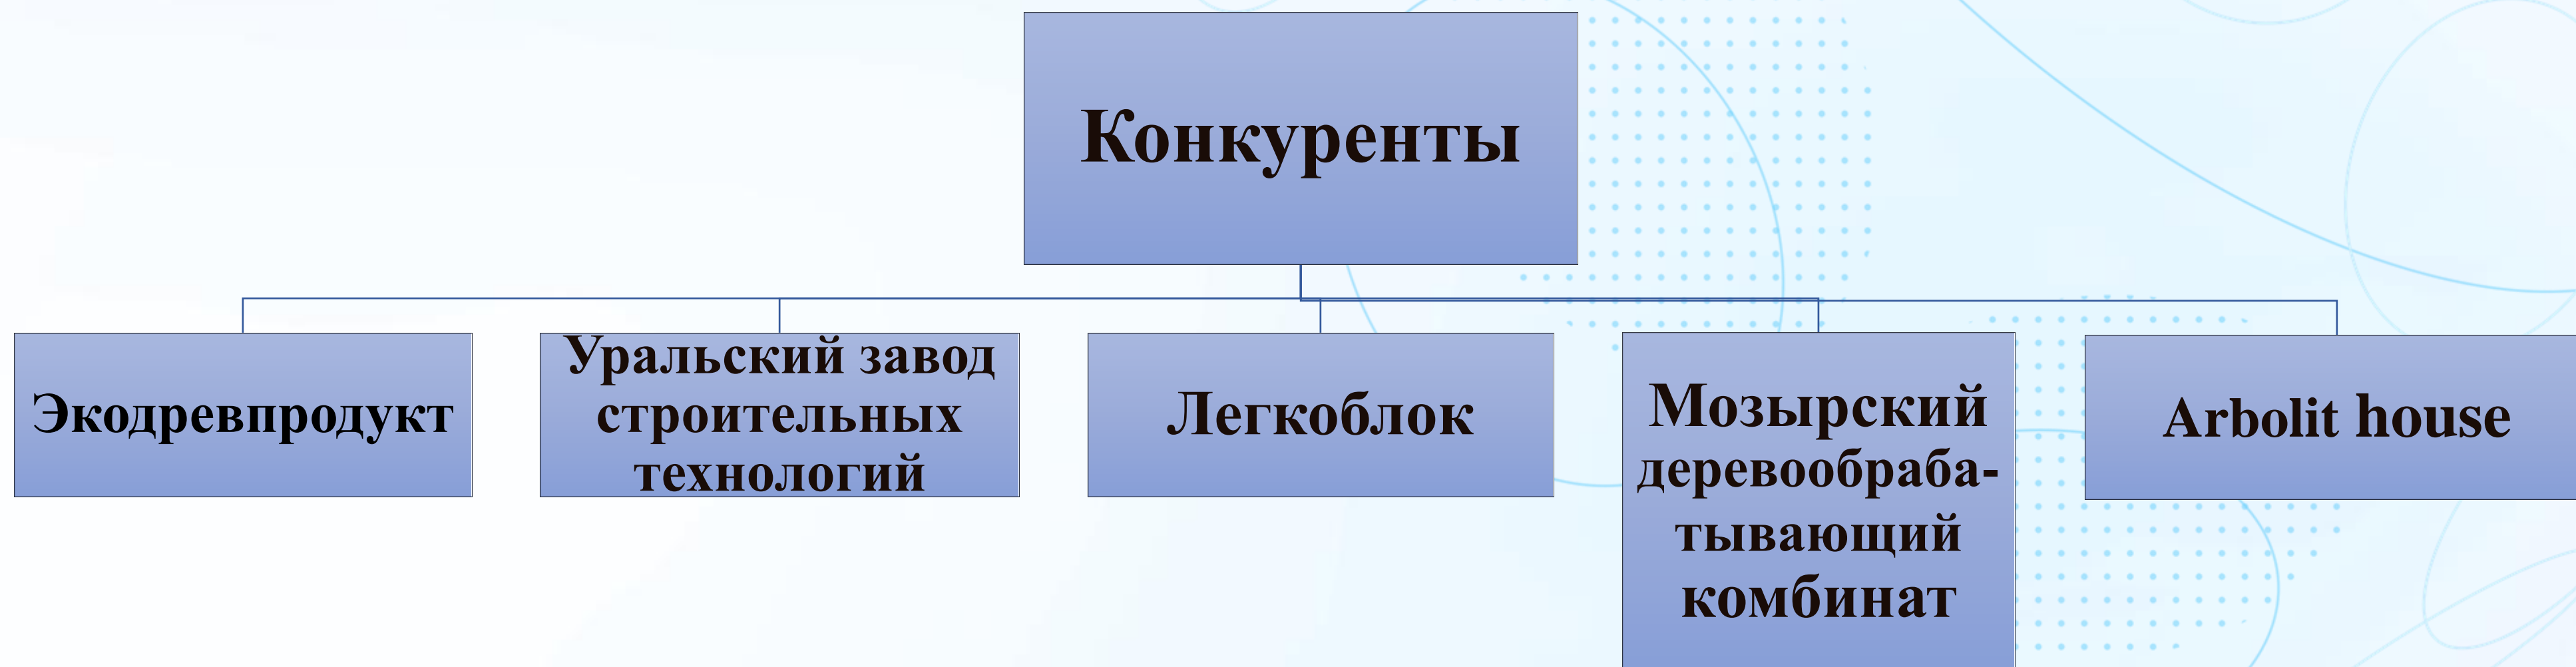 Конкуренты
Экодревпродукт
Уральский завод
строительных
технологий
Легкоблок
Мозырский
деревообраба-
тывающий
комбинат
Arbolit house